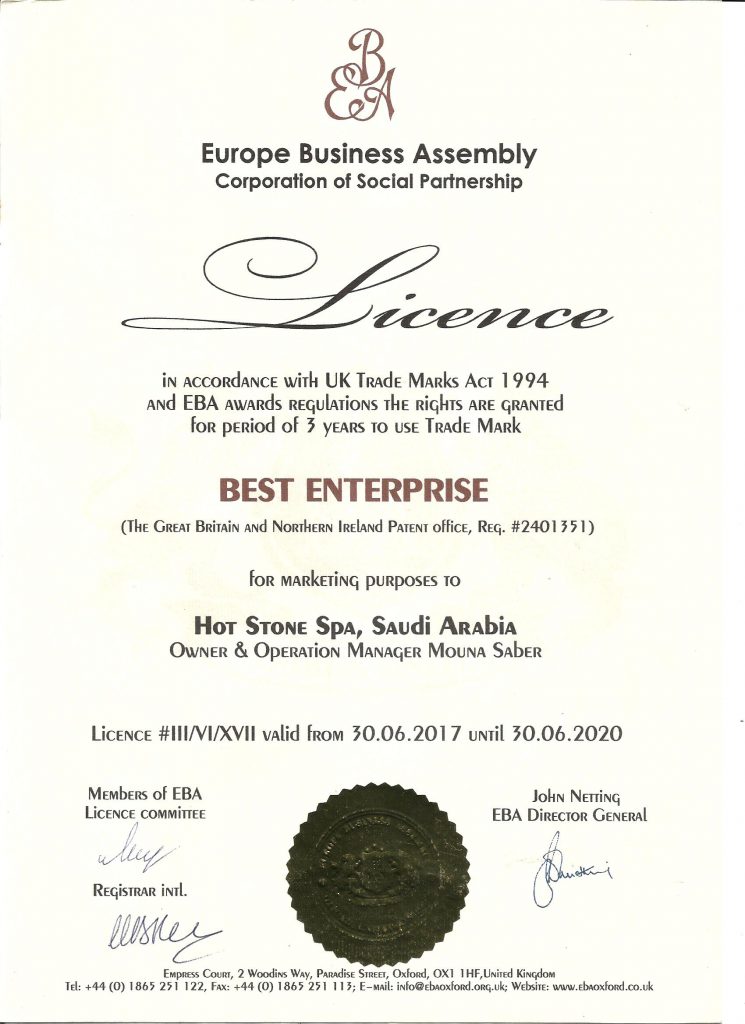 EBA
Europe Business Assembly
Corporation of Social Partnership
Licence
in accordance with UK Trade Marks Act 1994
and EBA awards regulations the rights are granted
for period of 3 years to use Trade Mark
BEST ENTERPRISE
(The Great Britain and Northern Ireland Patent office, Reg. #2401351)
for marketing purposes to
Hot Stone Spa, Saudi Arabia
Owner & Operation Manager Mouna Saber
Licence #III/VI/XVII valid from 30.06.2017 until 30.06.2020
Members of EBA
Licence committee
Registrar intl.
John Netting
EBA Director General
Empress Court, 2 Woodins Way, Paradise Street, Oxford, OX1 1HF,United Kingdom
Tel: +44 (0) 1865 251 122, Fax: +44 (0) 1865 251 113; E-mail: info@ebaoxford.org.uk; Website: www.ebaoxford.co.uk